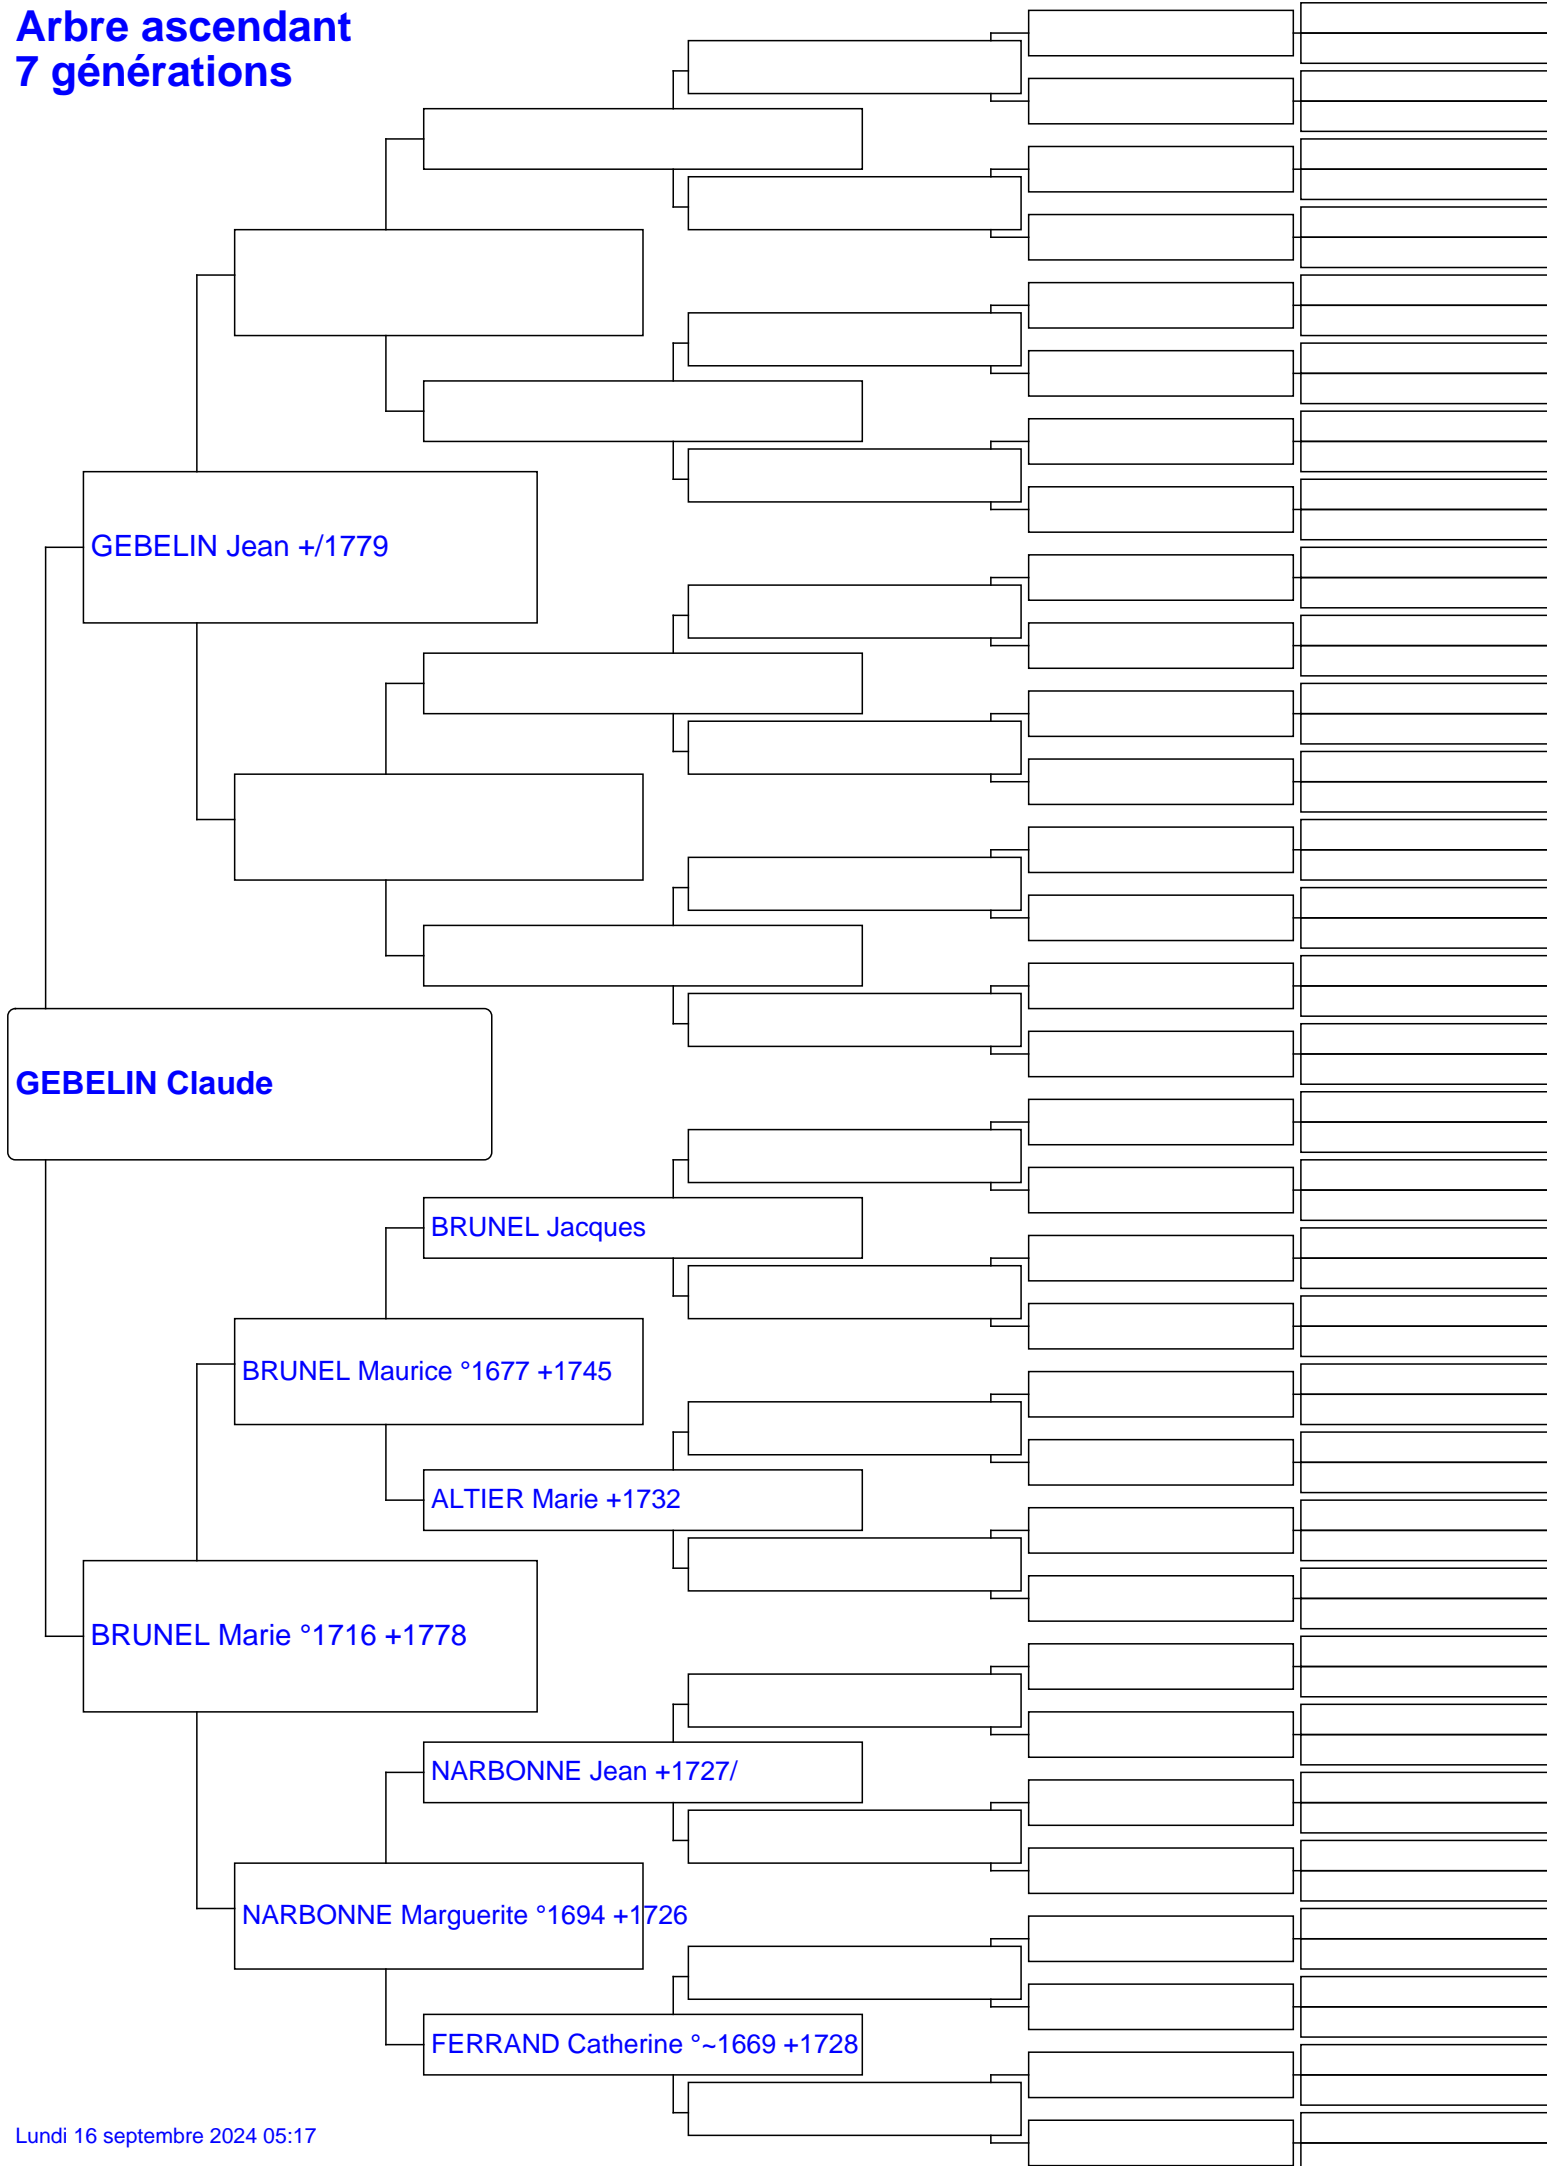 Arbre ascendant
7 générations
GEBELIN Jean +/1779
GEBELIN Claude
BRUNEL Jacques
BRUNEL Maurice °1677 +1745
ALTIER Marie +1732
BRUNEL Marie °1716 +1778
NARBONNE Jean +1727/
NARBONNE Marguerite °1694 +1726
FERRAND Catherine °~1669 +1728
Lundi 16 septembre 2024 05:17